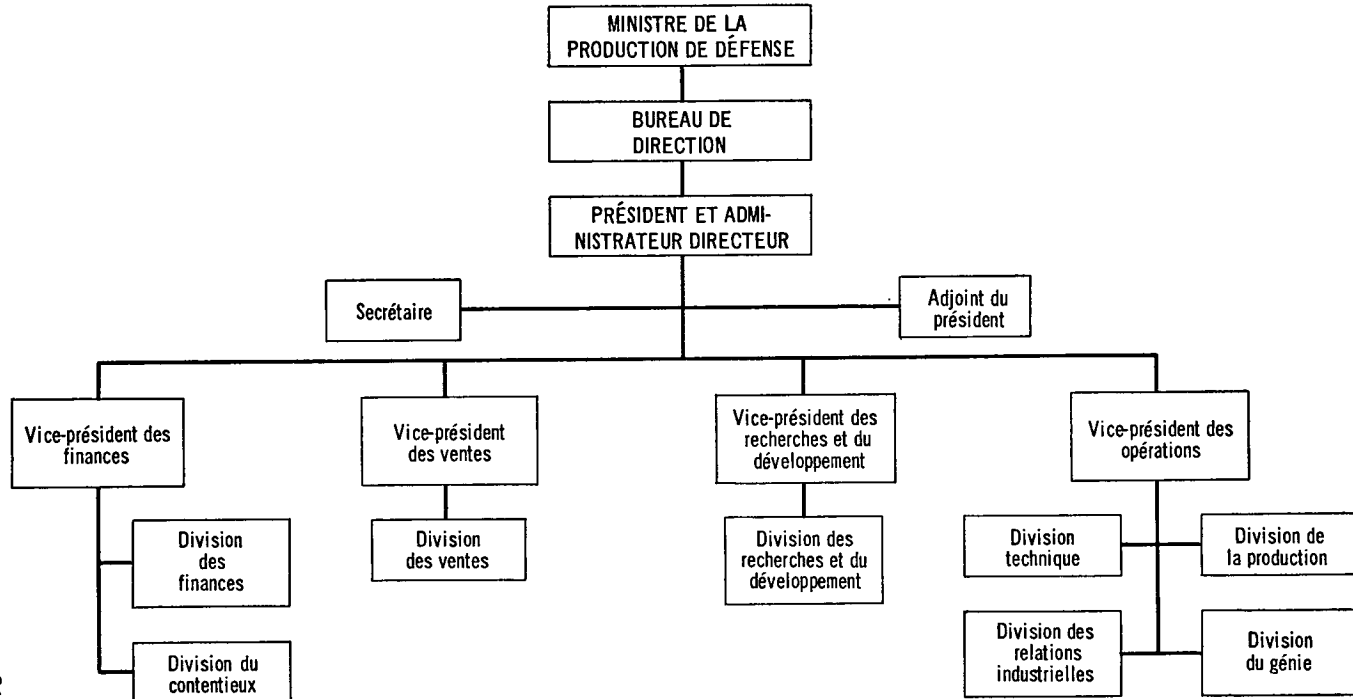 MINISTRE DE LA
PRODUCTION DE DÉFENSE
BUREAU DE
DIRECTION
PRÉSIDENT ET ADMI-
NISTRATEUR DIRECTEUR
Secrétaire
Adjoint du
président
Vice-président des
finances
Vice-président
des ventes
Vice-président des
recherches et du
développement
Vice-président des
opérations
Division
des
finances
Division
des ventes
Division des
recherches et du
développement
Division
technique
Division de
la production
Division du
contentieux
Division des
relations
industrielles
Division
du génie